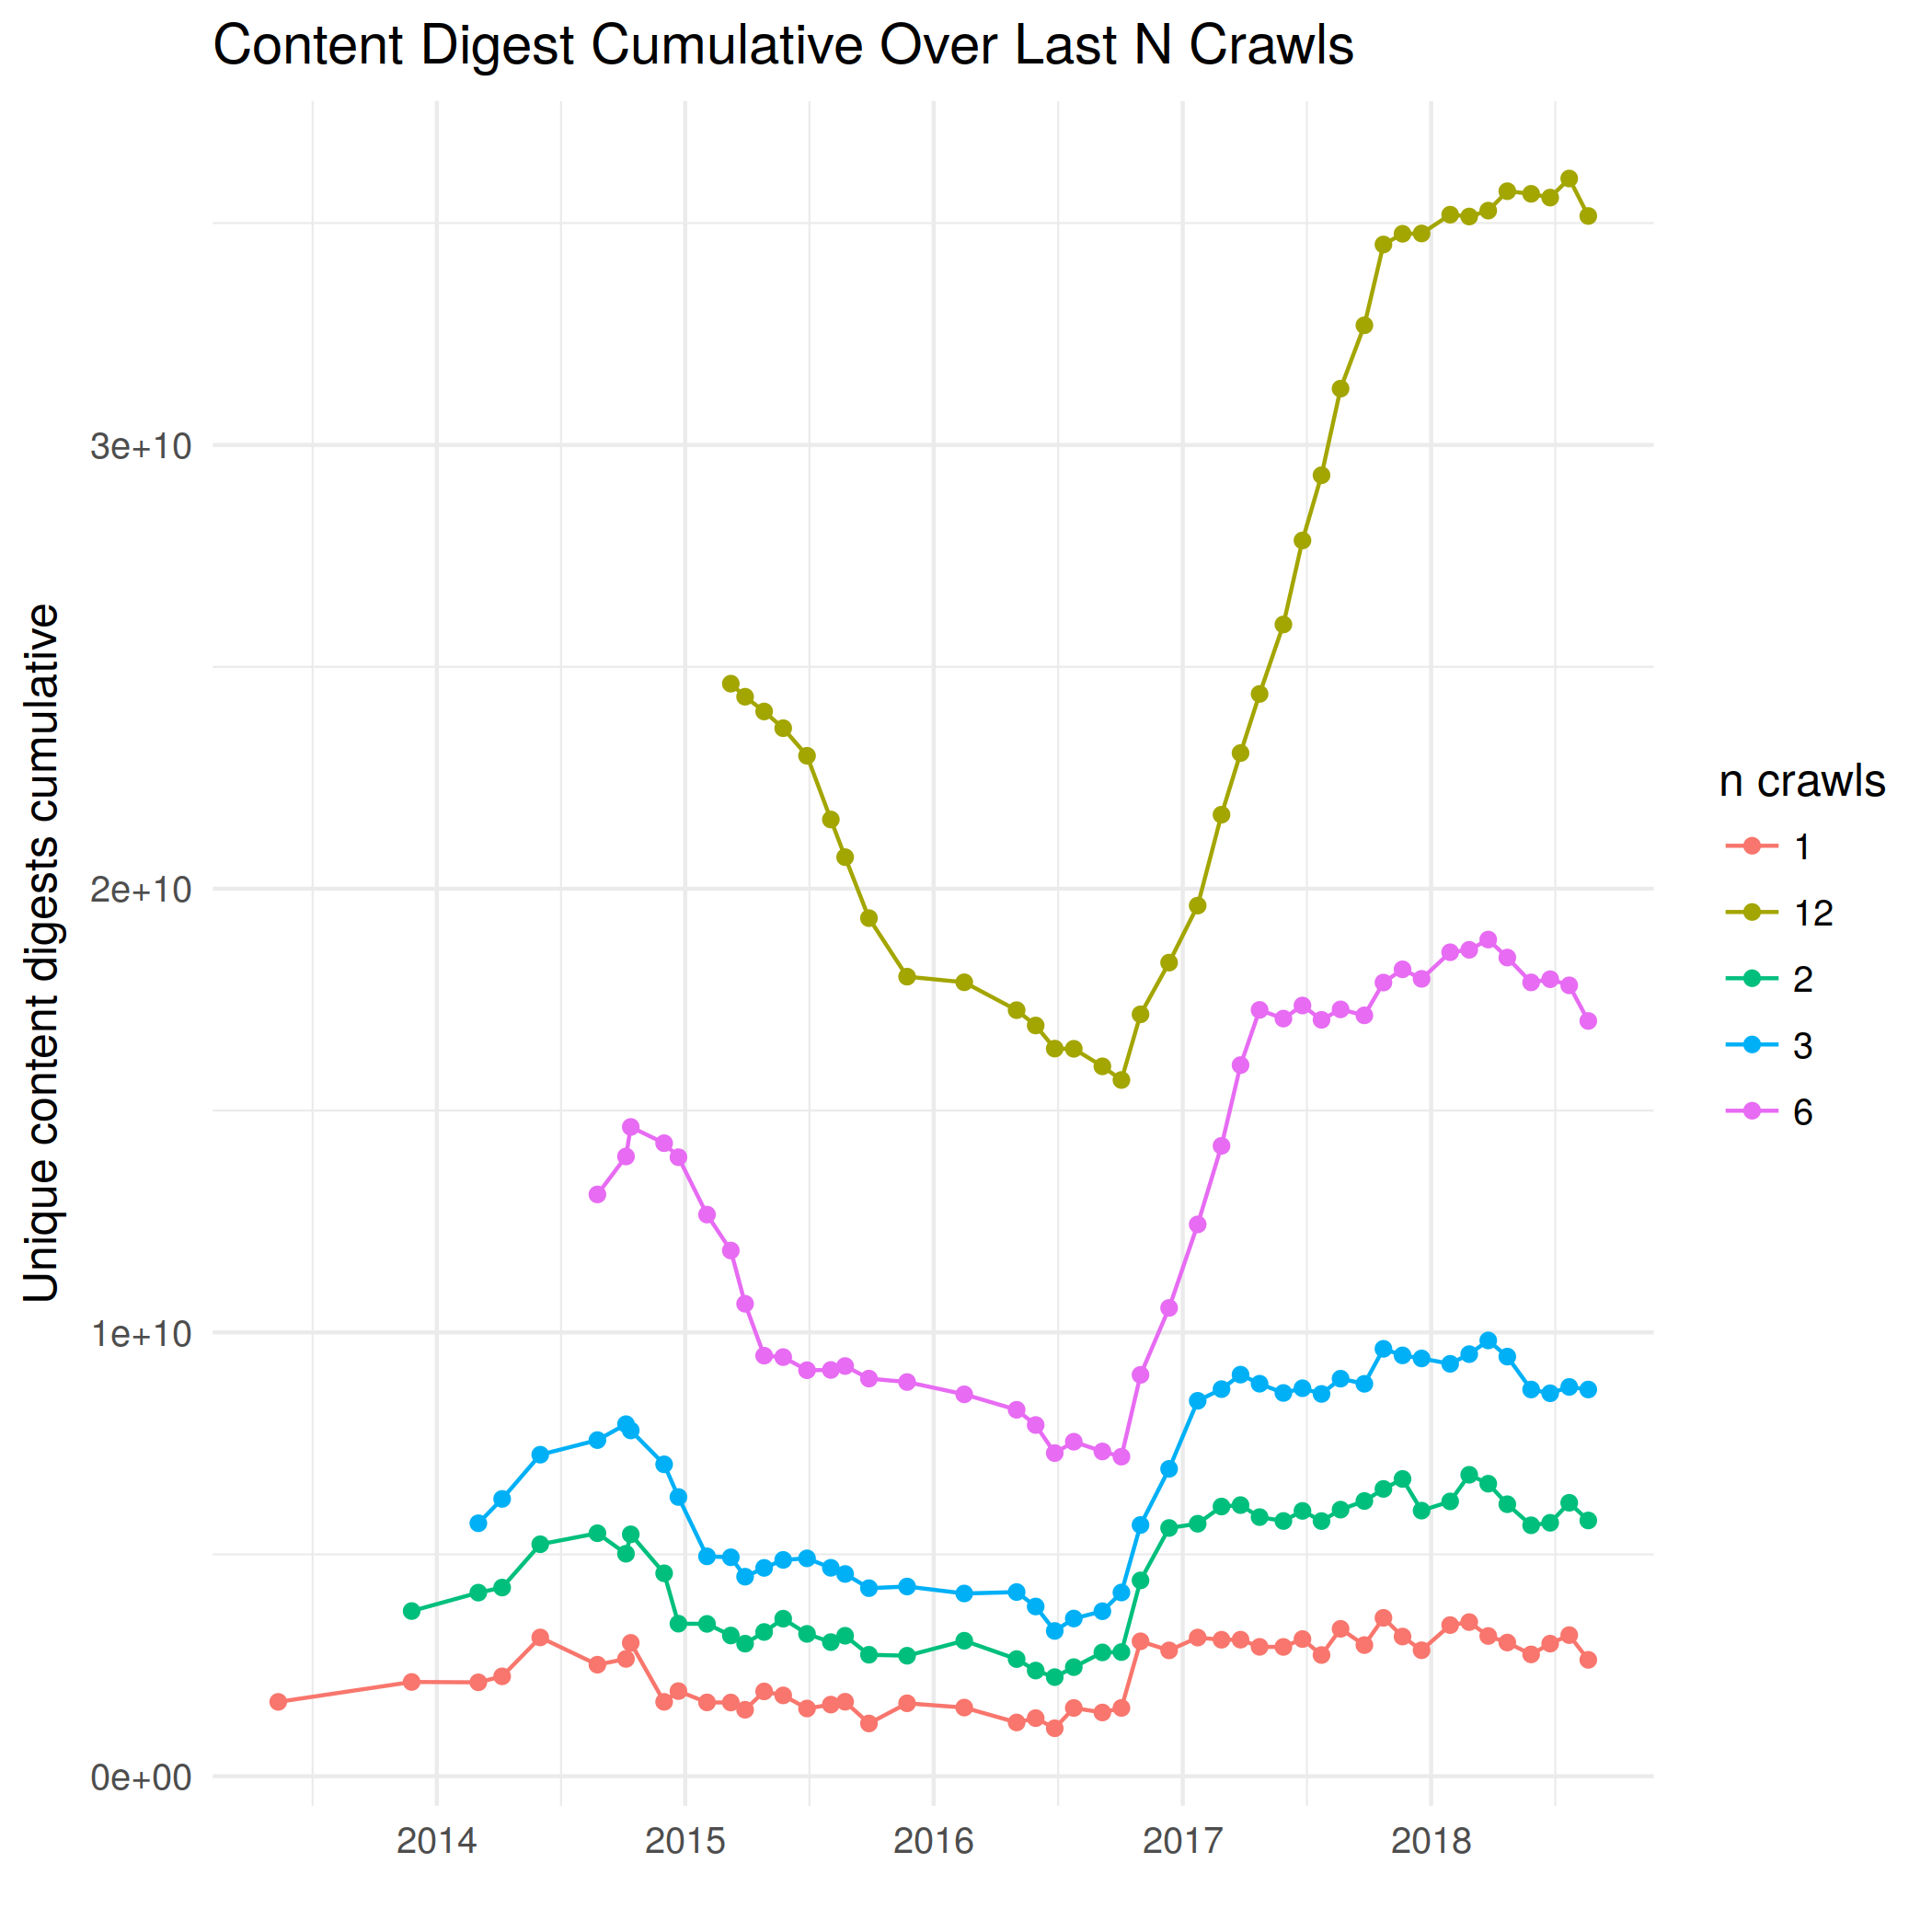 Content Digest Cumulative Over Last N Crawls
Unique content digests cumulative
3e+10
2e+10
1e+10
0e+00
2014
2015
2016
2017
2018
n crawls
1
12
2
3
6